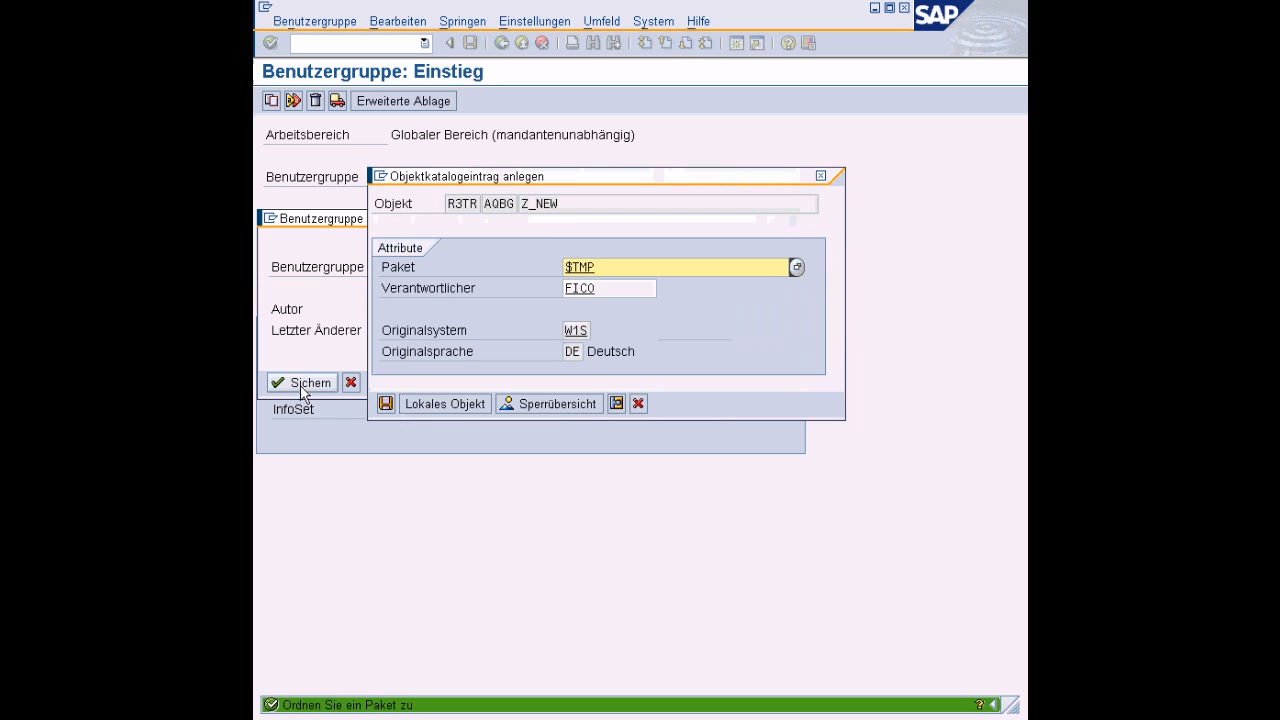 Benutzergruppe Bearbeiten Springen Einstellungen Umfeld System Hilfe
SAP
Benutzergruppe: Einstieg
Erweiterte Ablage
Arbeitsbereich Globaler Bereich (mandantenunabhängig)
Benutzergruppe
Objektkatalogeintrag anlegen
Objekt R3TR AQBG Z_NEW
Benutzergruppe
Attribute
Paket $TMP
Benutzergruppe
Verantwortlicher FICO
Autor
Letzter Änderer
Originalsystem W1S
Originalsprache DE Deutsch
Sichern
Lokales Objekt Sperrübersicht
InfoSet
Ordnen Sie ein Paket zu